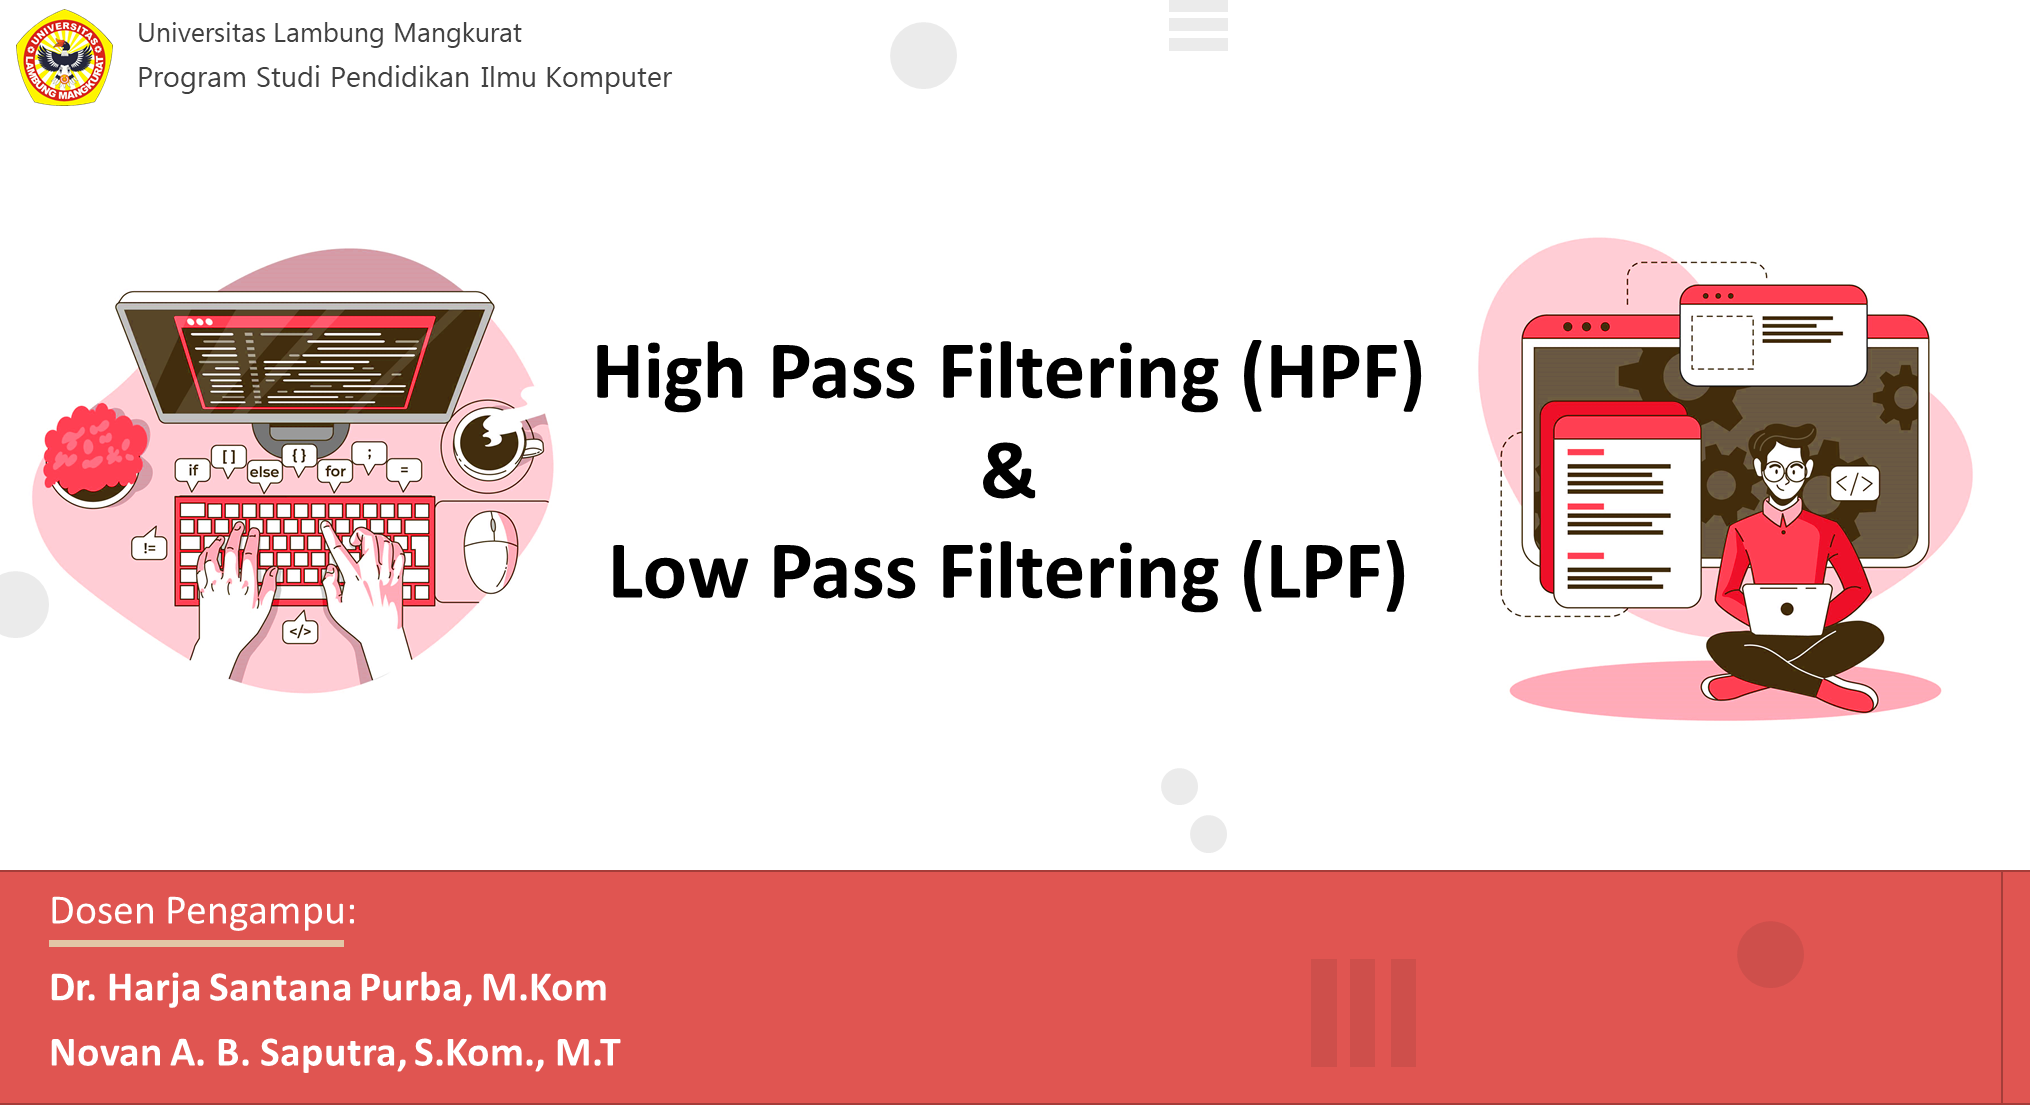 UNIVERSITAS
LAMBUNG MANGKURAT
Universitas Lambung Mangkurat
Program Studi Pendidikan Ilmu Komputer
High Pass Filtering (HPF)
&
Low Pass Filtering (LPF)
if
[ ]
else
{ }
for
;
=
!=
</>
</>
Dosen Pengampu:
Dr. Harja Santana Purba, M.Kom
Novan A. B. Saputra, S.Kom., M.T